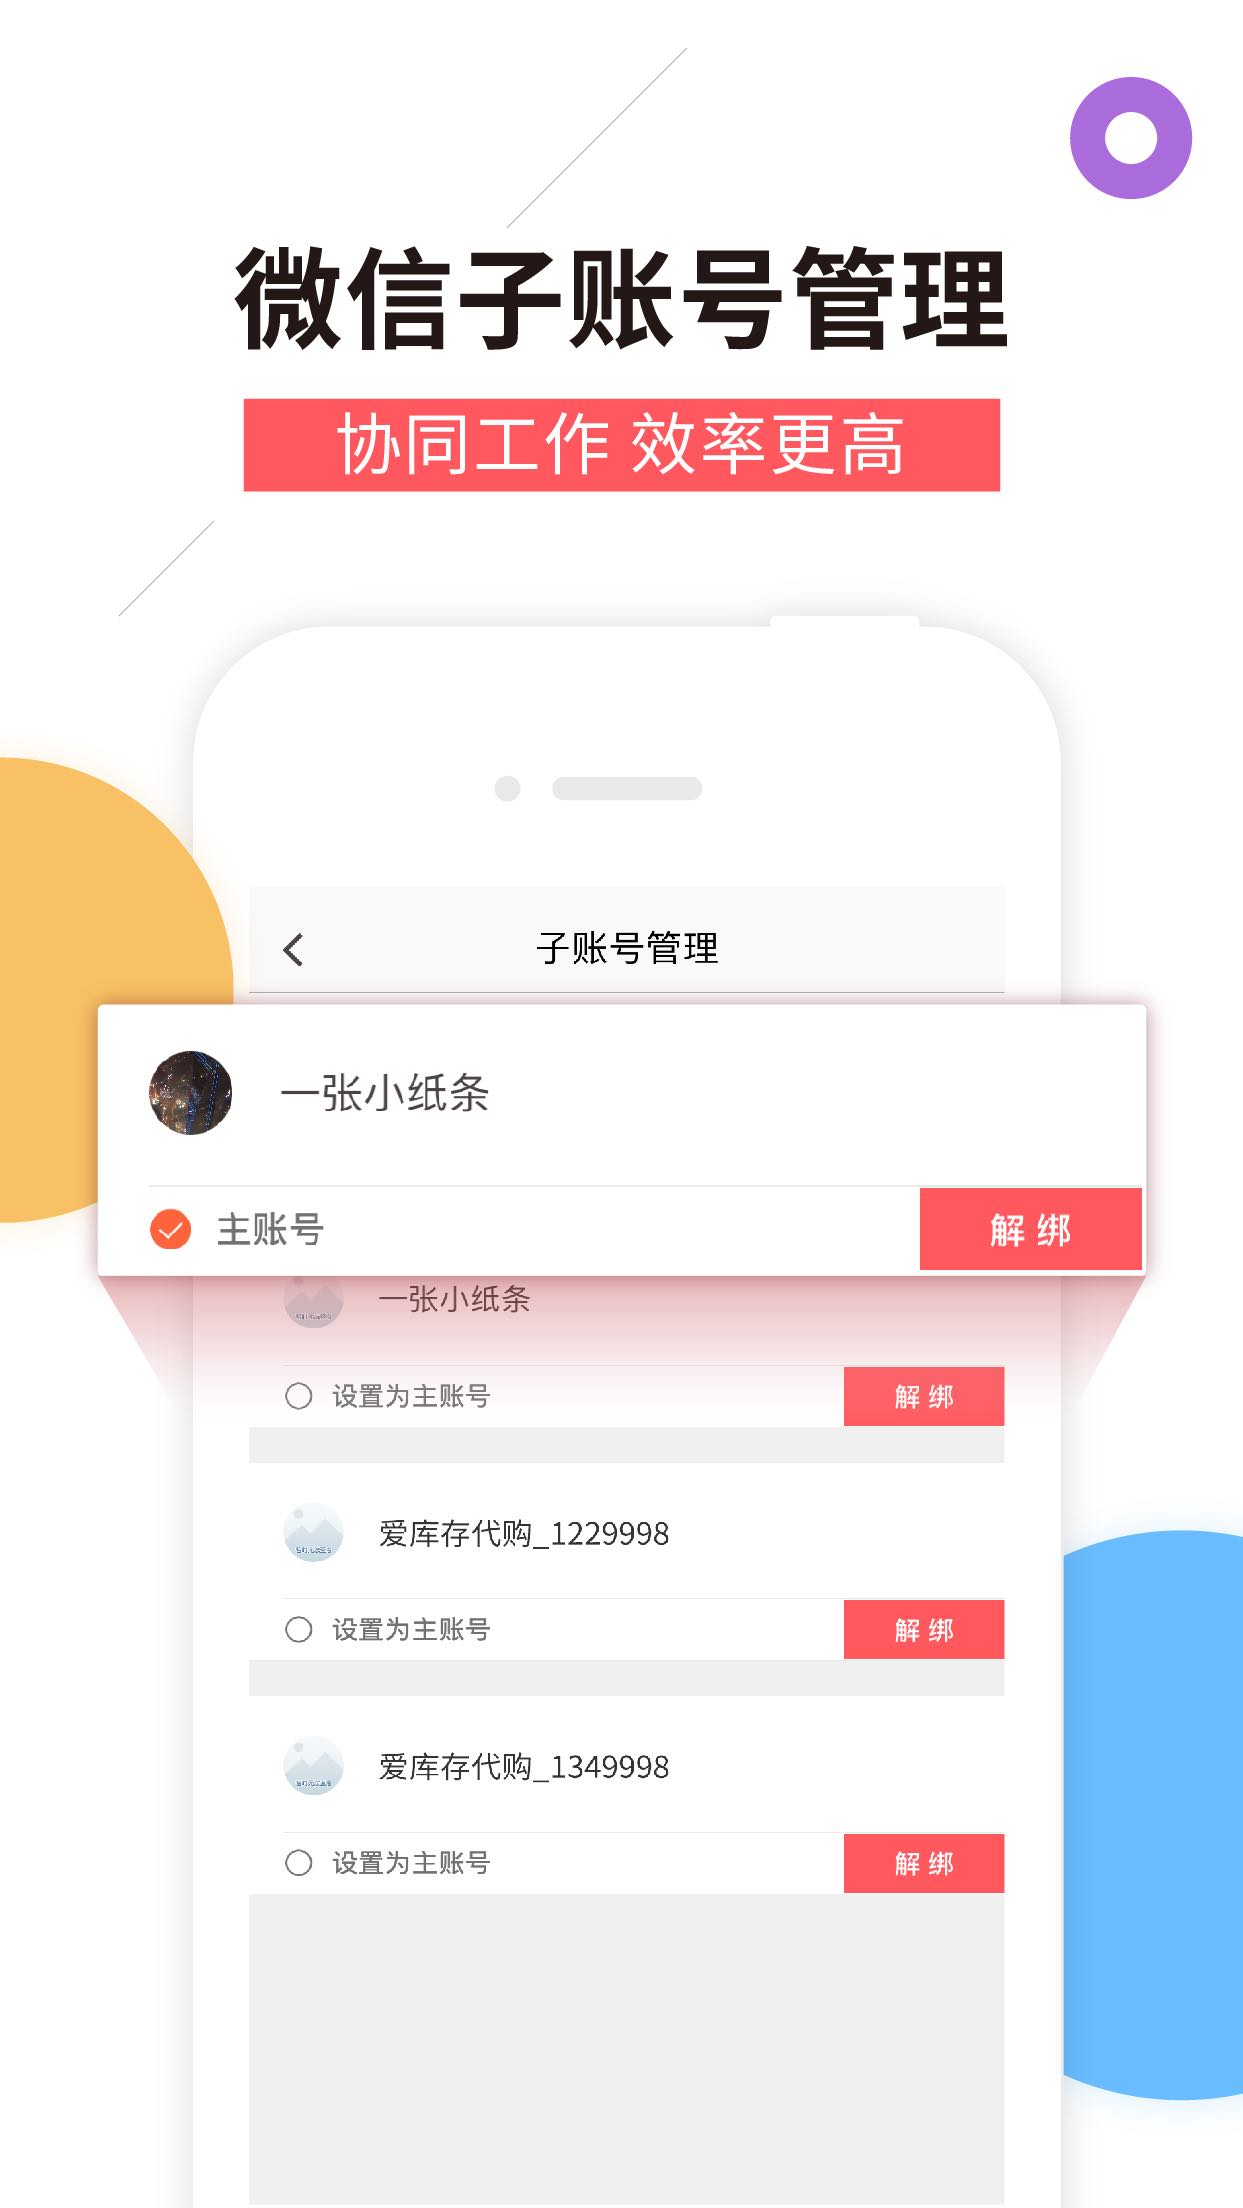 微信子账号管理
协同工作 效率更高
子账号管理
一张小纸条
主账号
解 绑
一张小纸条
设置为主账号
解 绑
爱库存代购_1229998
设置为主账号
解 绑
爱库存代购_1349998
设置为主账号
解 绑